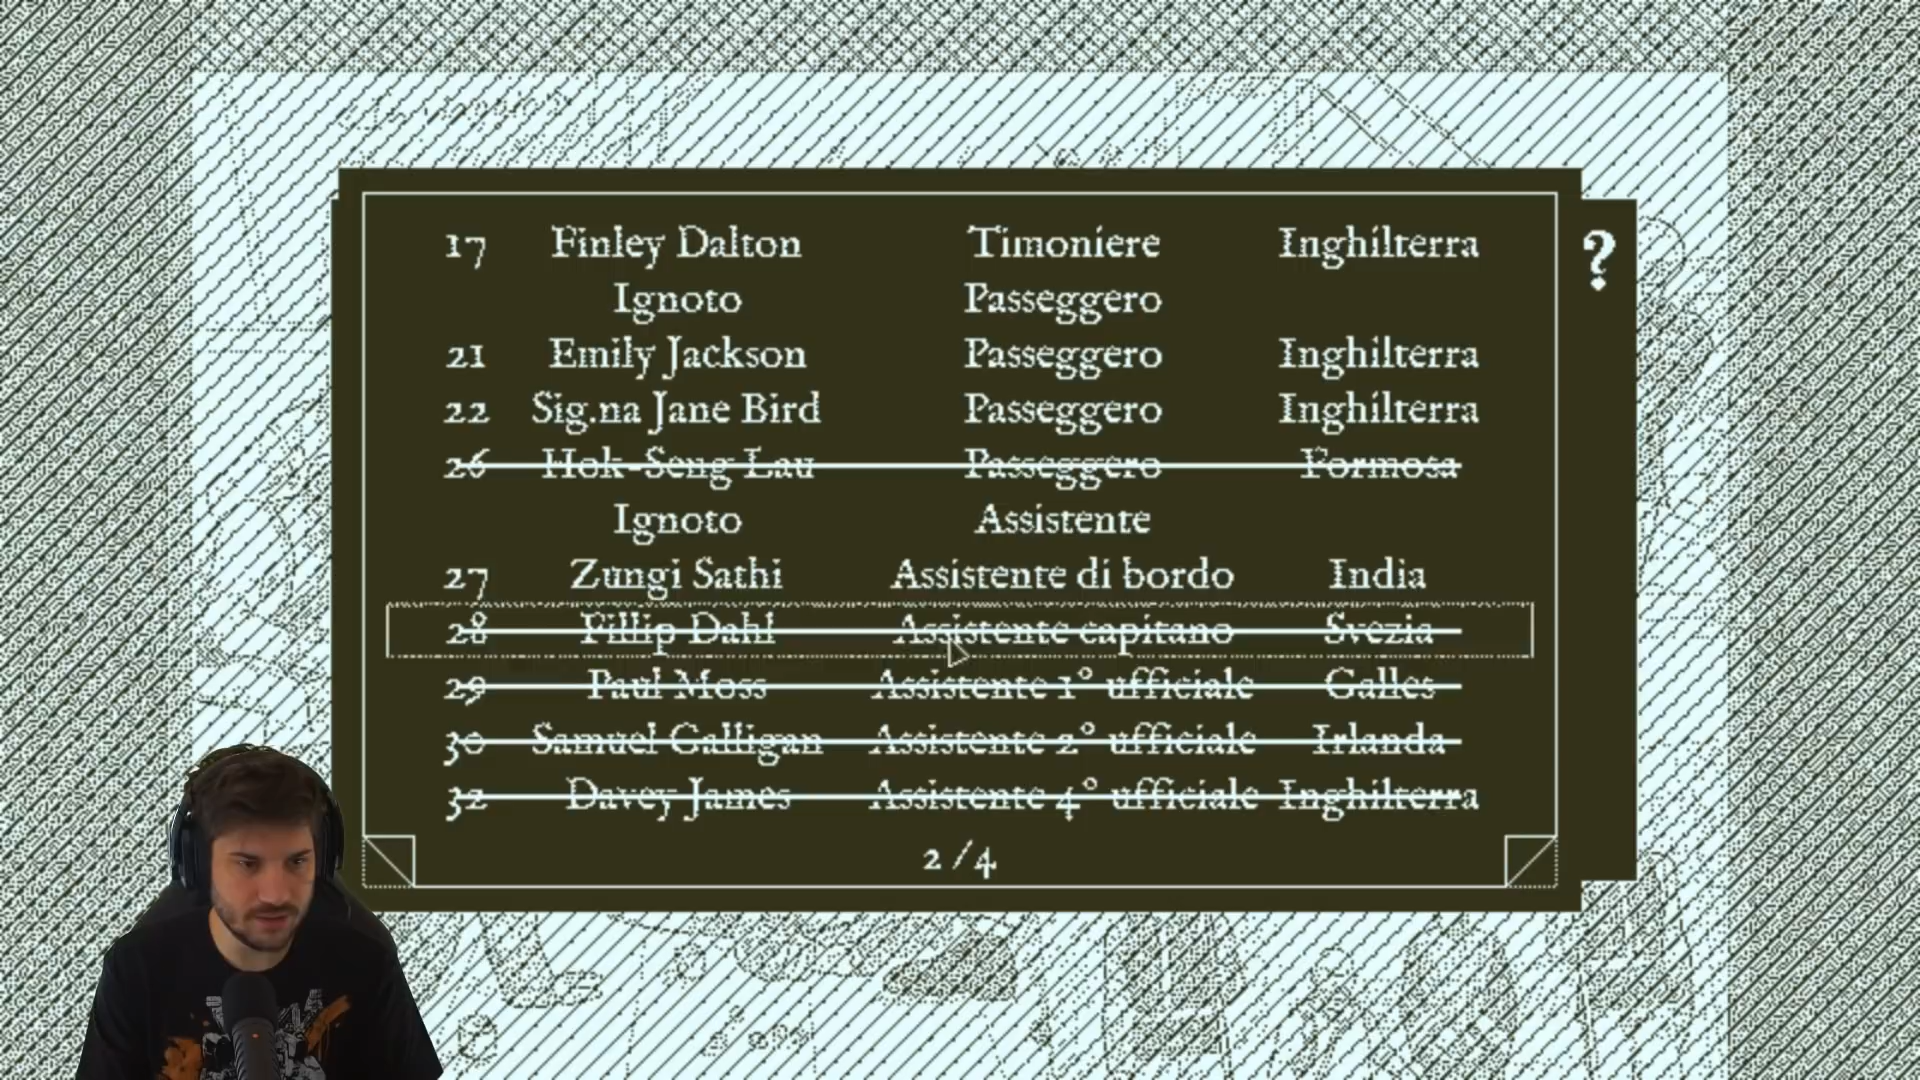 17 Finley Dalton Timoniere Inghilterra
?
Ignoto Passeggero
21 Emily Jackson Passeggero Inghilterra
22 Sig.na Jane Bird Passeggero Inghilterra
26 Hok-Seng Lau Passeggero Formosa
Ignoto Assistente
27 Zungi Sathi Assistente di bordo India
28 Fillip Dahl Assistente capitano Svezia
29 Paul Moss Assistente 1° ufficiale Galles
30 Samuel Galligan Assistente 2° ufficiale Irlanda
32 Davey James Assistente 4° ufficiale Inghilterra
2/4